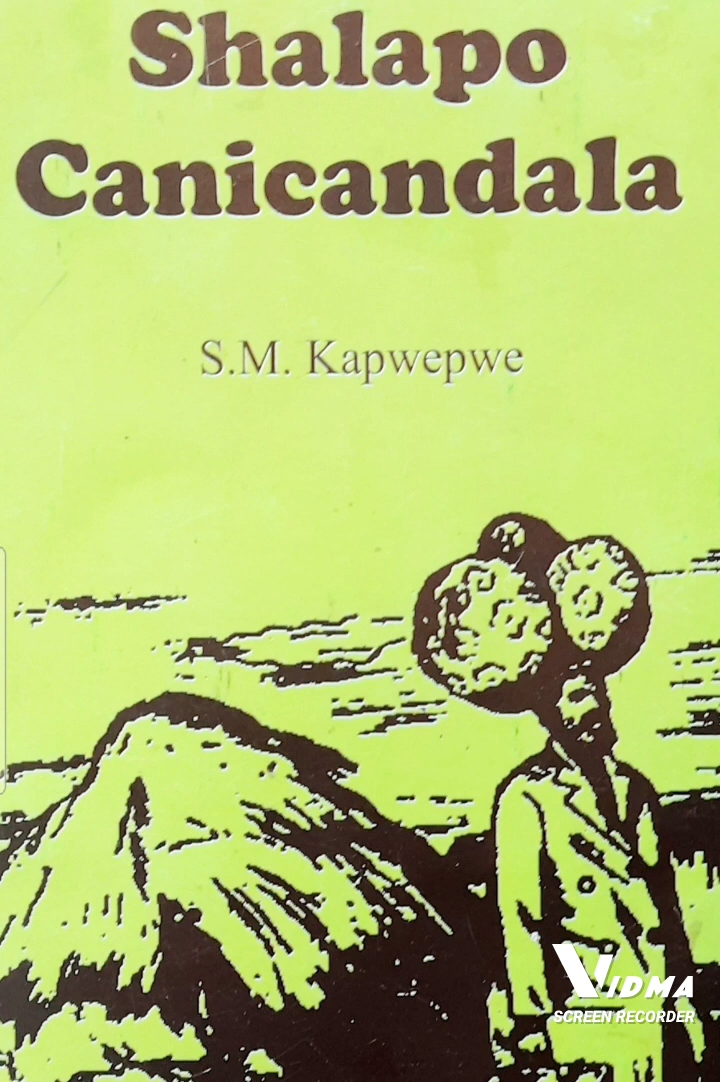 Shalapo
Canicandala
S.M. Kapwepwe
VIDMA
SCREEN RECORDER